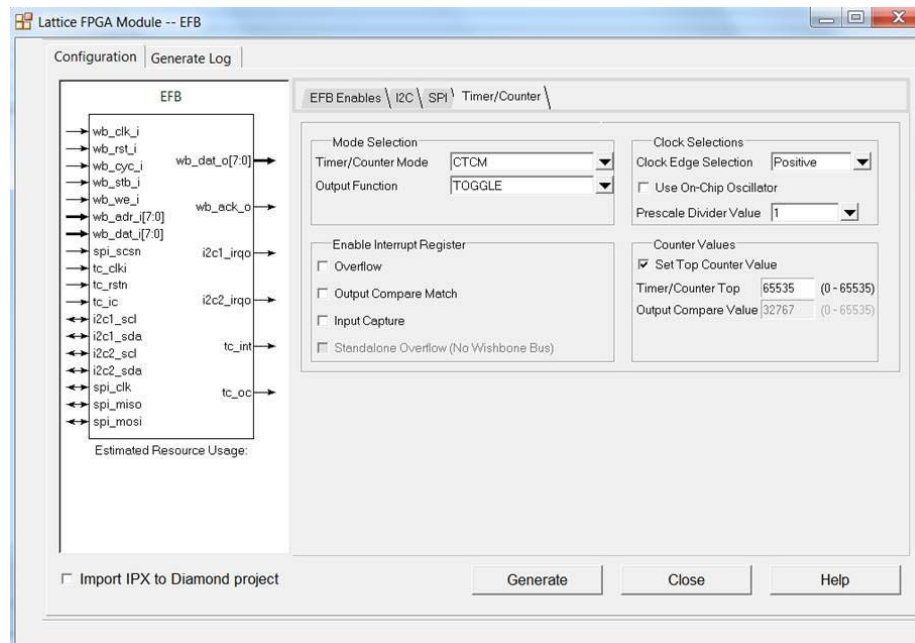 Lattice FPGA Module -- EFB
Configuration
Generate Log
EFB
wb_clk_i
wb_rst_i
wb_cyc_i
wb_stb_i
wb_we_i
wb_adr_i[7:0]
wb_dat_i[7:0]
spi_scsn
tc_clki
tc_rstn
tc_ic
i2c1_scl
i2c1_sda
i2c2_scl
i2c2_sda
spi_clk
spi_miso
spi_mosi
wb_dat_o[7:0]
wb_ack_o
i2c1_irqo
i2c2_irqo
tc_int
tc_oc
Estimated Resource Usage:
EFB Enables \ I2C \ SPI \ Timer/Counter \
Mode Selection
Timer/Counter Mode CTCM
Output Function TOGGLE
Clock Selections
Clock Edge Selection Positive
Use On-Chip Oscillator
Prescale Divider Value 1
Enable Interrupt Register
Overflow
Output Compare Match
Input Capture
Standalone Overflow (No Wishbone Bus)
Counter Values
Set Top Counter Value
Timer/Counter Top 65535 (0 - 65535)
Output Compare Value 32767 (0 - 65535)
Import IPX to Diamond project
Generate
Close
Help